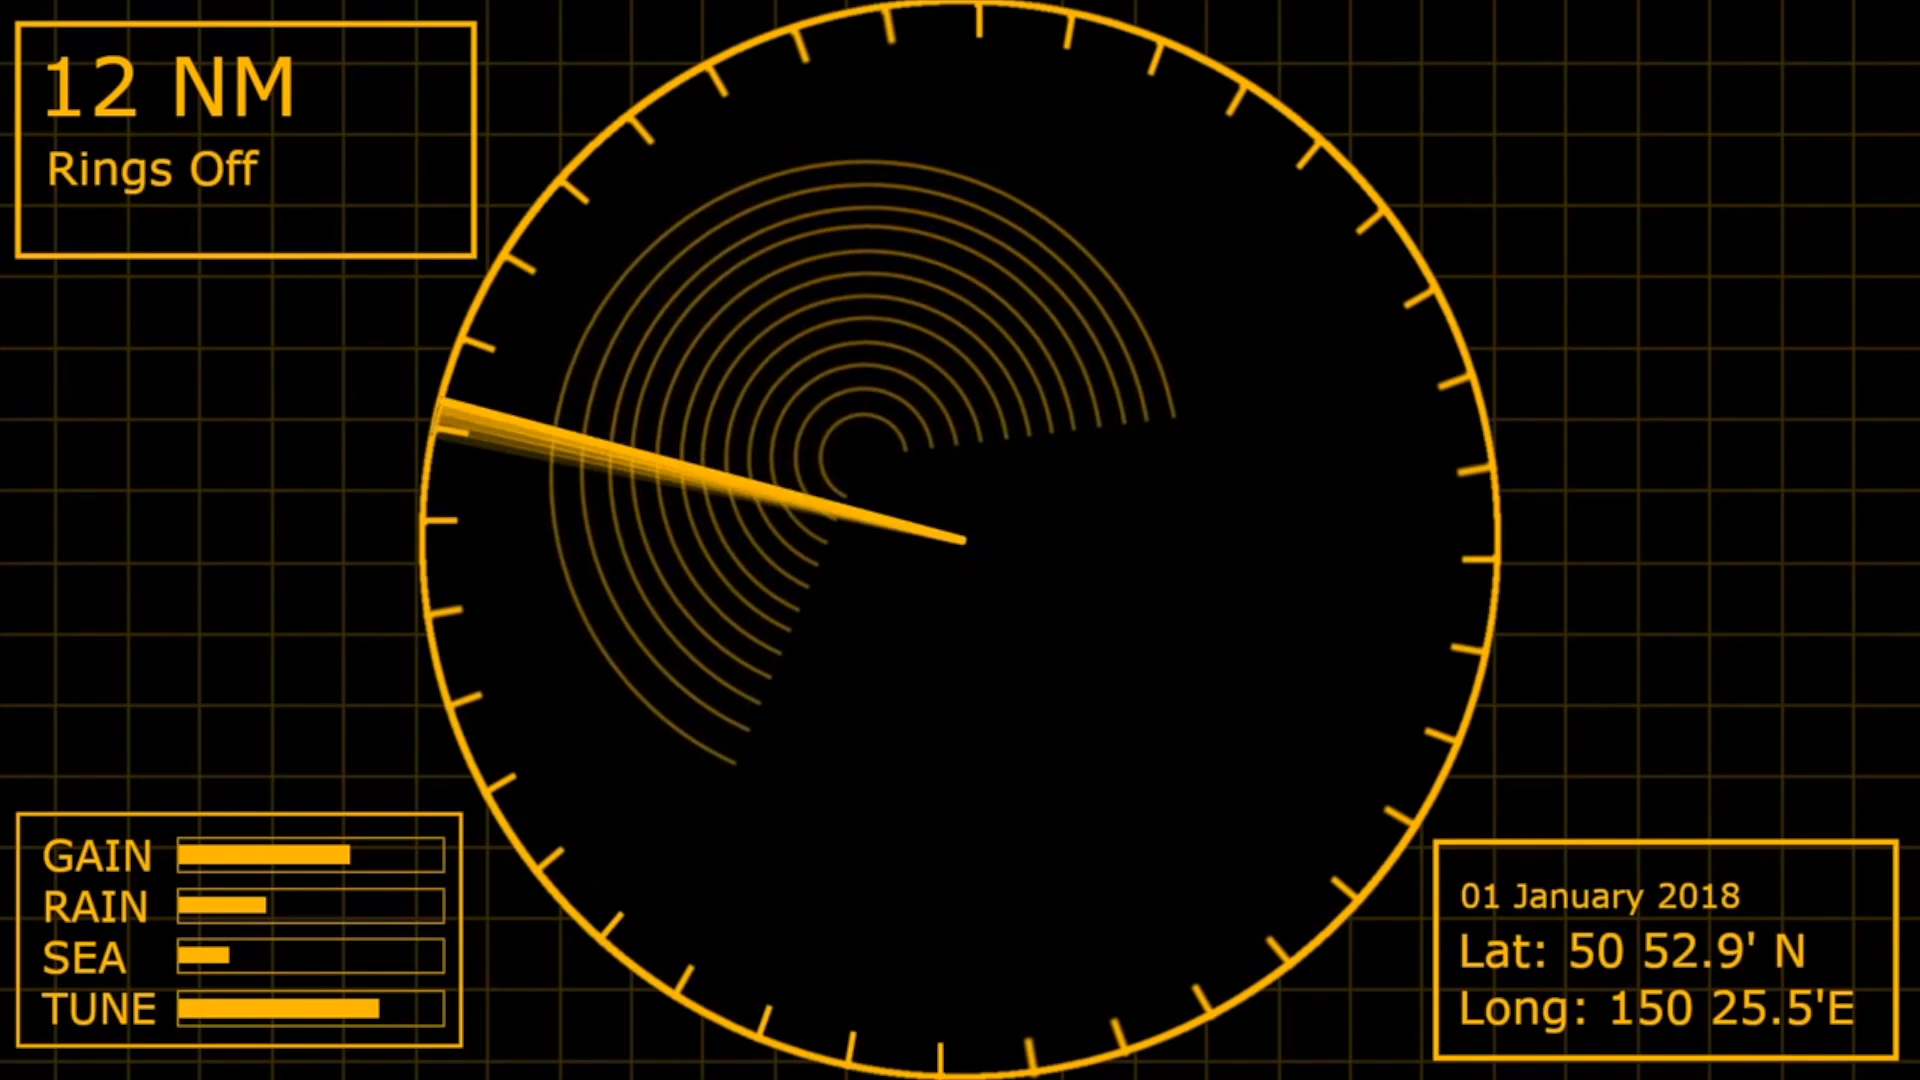 12 NM
Rings Off
GAIN
RAIN
SEA
TUNE
01 January 2018
Lat: 50 52.9' N
Long: 150 25.5'E